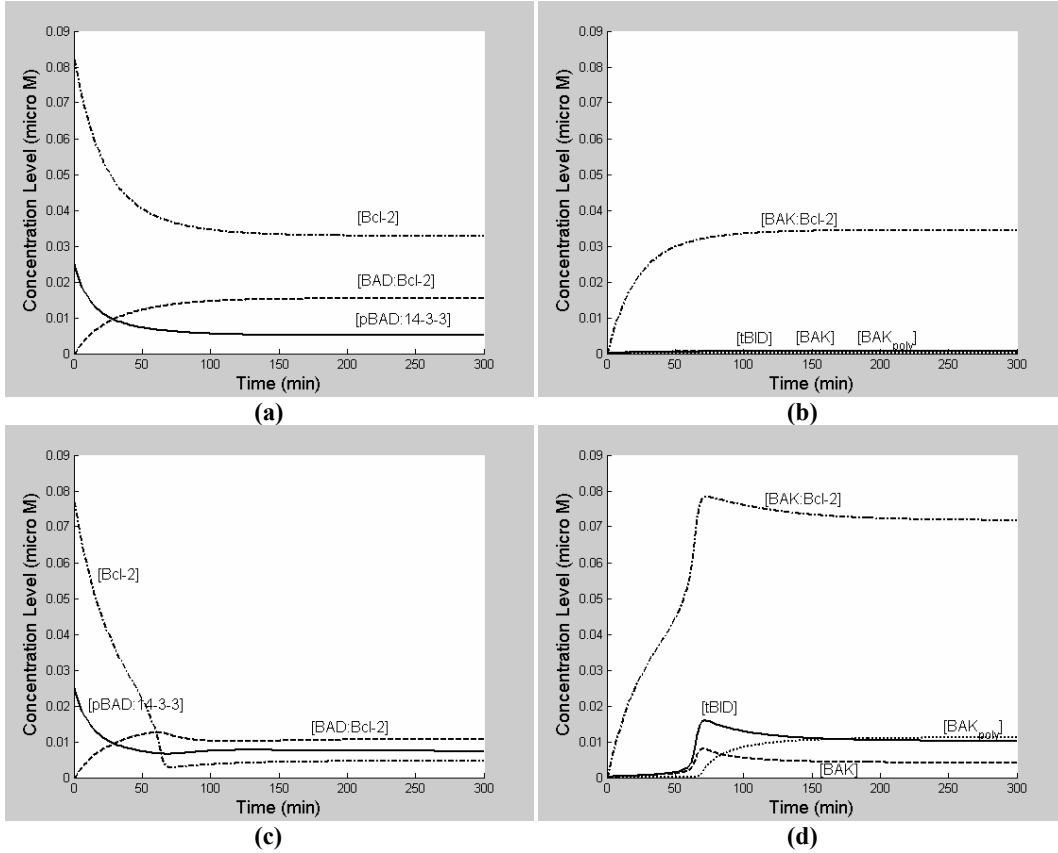 0.09
0.08
0.07
0.06
0.05
0.04
0.03
0.02
0.01
0
Concentration Level (micro M)
[Bcl-2]
[BAD:Bcl-2]
[pBAD:14-3-3]
0 50 100 150 200 250 300
Time (min)
(a)
0.09
0.08
0.07
0.06
0.05
0.04
0.03
0.02
0.01
0
Concentration Level (micro M)
[BAK:Bcl-2]
[tBID] [BAK] [BAKpoly]
0 50 100 150 200 250 300
Time (min)
(b)
0.09
0.08
0.07
0.06
0.05
0.04
0.03
0.02
0.01
0
Concentration Level (micro M)
[Bcl-2]
[pBAD:14-3-3]
[BAD:Bcl-2]
0 50 100 150 200 250 300
Time (min)
(c)
0.09
0.08
0.07
0.06
0.05
0.04
0.03
0.02
0.01
0
Concentration Level (micro M)
[BAK:Bcl-2]
[tBID]
[BAKpoly]
[BAK]
0 50 100 150 200 250 300
Time (min)
(d)